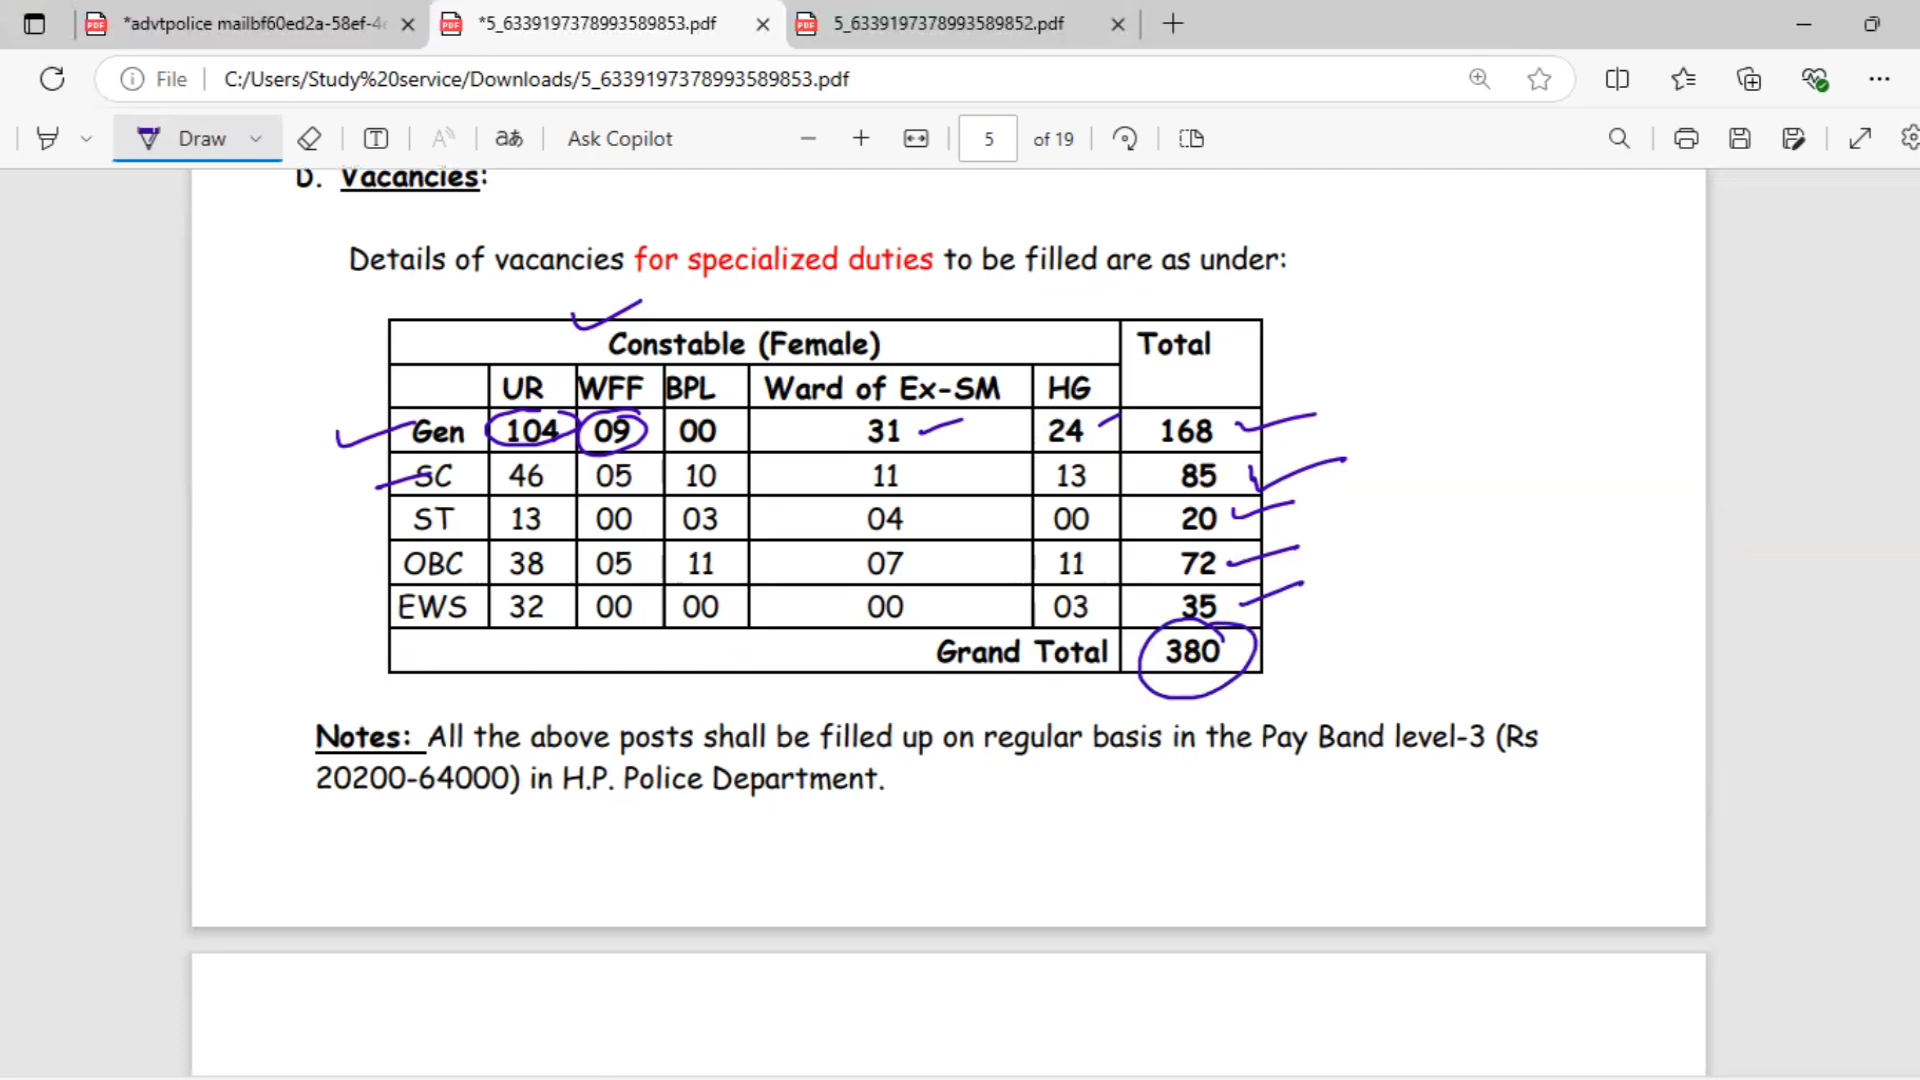 *advtpolice mailbf60ed2a-58ef-4
*5_6339197378993589853.pdf
5_6339197378993589852.pdf
File C:/Users/Study%20service/Downloads/5_6339197378993589853.pdf
Draw
aあ
Ask Copilot
5 of 19
D. Vacancies:
Details of vacancies for specialized duties to be filled are as under:
Constable (Female) Total
UR WFF BPL Ward of Ex-SM HG
Gen 104 09 00 31 24 168
SC 46 05 10 11 13 85
ST 13 00 03 04 00 20
OBC 38 05 11 07 11 72
EWS 32 00 00 00 03 35
Grand Total 380
Notes: All the above posts shall be filled up on regular basis in the Pay Band level-3 (Rs
20200-64000) in H.P. Police Department.